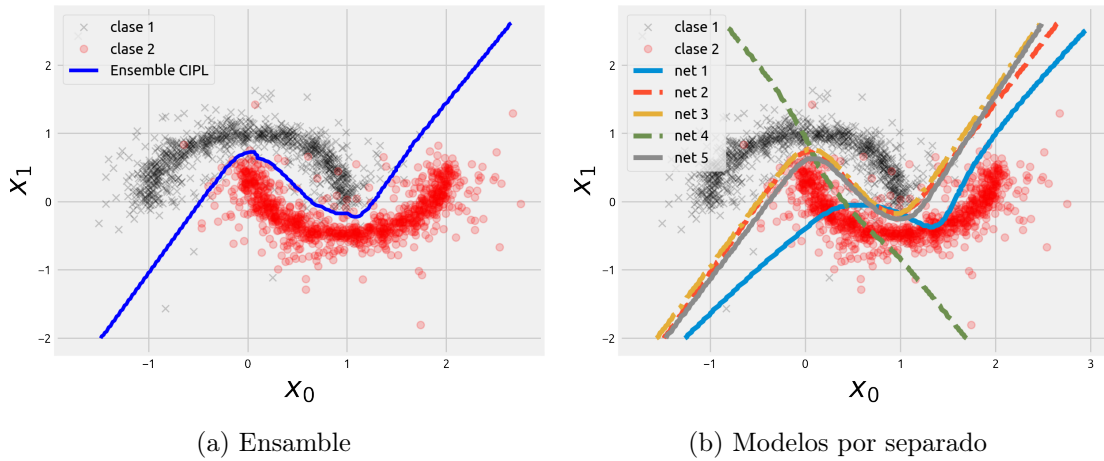 clase 1
clase 2
Ensemble CIPL
2
1
0
−1
−2
x1
−1
0
1
2
x0
(a) Ensamble
clase 1
clase 2
net 1
net 2
net 3
net 4
net 5
2
1
0
−1
−2
x1
−1
0
1
2
3
x0
(b) Modelos por separado